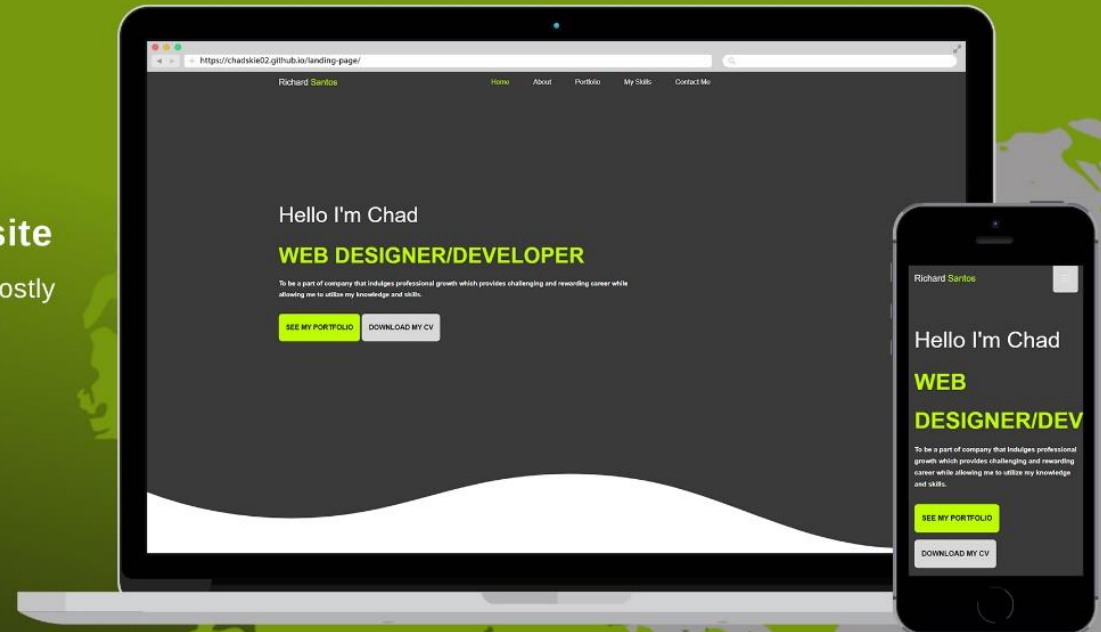 site
ostly
https://chadskie02.github.io/landing-page/
Richard Santos Home About Portfolio My Skills Contact Me
Hello I'm Chad
WEB DESIGNER/DEVELOPER
To be a part of company that indulges professional growth which provides challenging and rewarding career while
allowing me to utilize my knowledge and skills.
SEE MY PORTFOLIO DOWNLOAD MY CV
Richard Santos
Hello I'm Chad
WEB
DESIGNER/DEV
To be a part of company that indulges professional
growth which provides challenging and rewarding
career while allowing me to utilize my knowledge
and skills.
SEE MY PORTFOLIO
DOWNLOAD MY CV